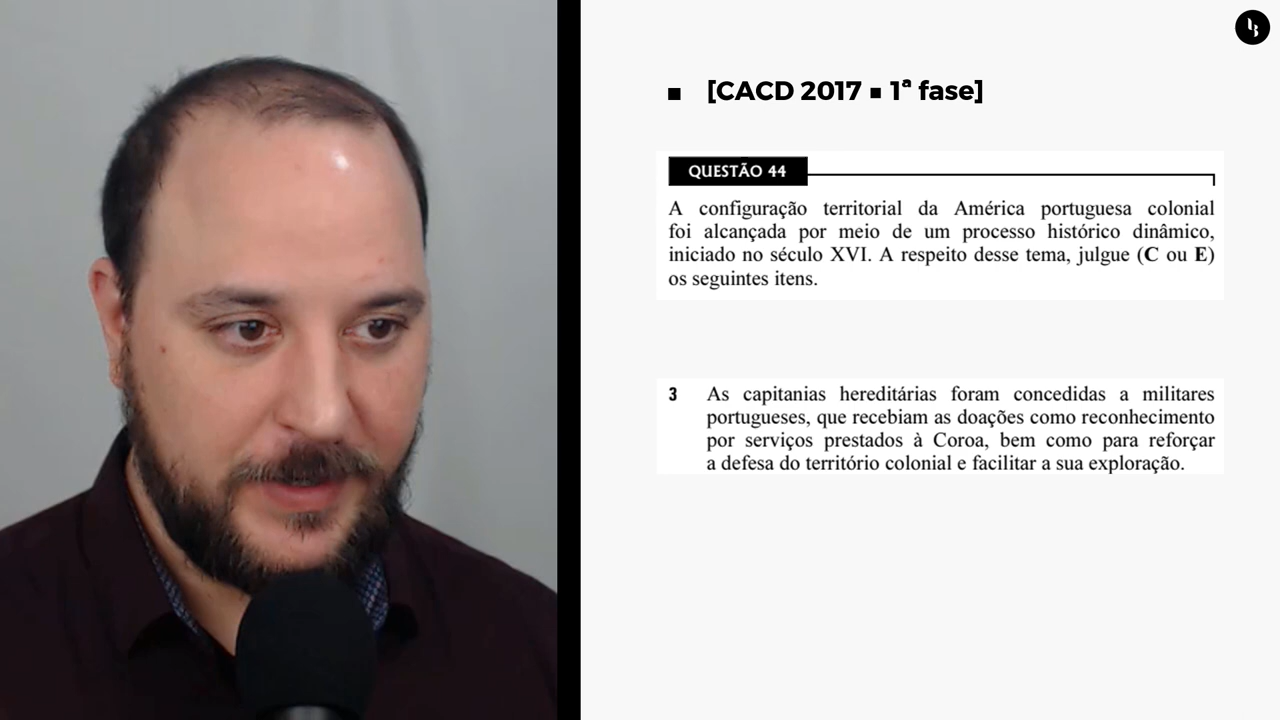 [CACD 2017 ▪ 1ª fase]
QUESTÃO 44
A configuração territorial da América portuguesa colonial
foi alcançada por meio de um processo histórico dinâmico,
iniciado no século XVI. A respeito desse tema, julgue (C ou E)
os seguintes itens.
3 As capitanias hereditárias foram concedidas a militares
portugueses, que recebiam as doações como reconhecimento
por serviços prestados à Coroa, bem como para reforçar
a defesa do território colonial e facilitar a sua exploração.